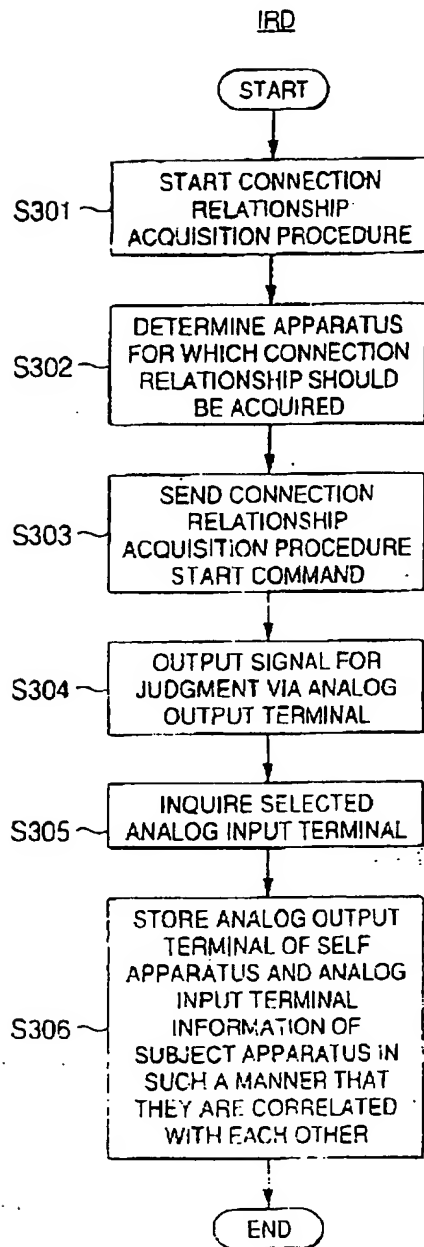 IRD
START
S301
START CONNECTION
RELATIONSHIP
ACQUISITION PROCEDURE
S302
DETERMINE APPARATUS
FOR WHICH CONNECTION
RELATIONSHIP SHOULD
BE ACQUIRED
S303
SEND CONNECTION
RELATIONSHIP
ACQUISITION PROCEDURE
START COMMAND
S304
OUTPUT SIGNAL FOR
JUDGMENT VIA ANALOG
OUTPUT TERMINAL
S305
INQUIRE SELECTED
ANALOG INPUT TERMINAL
S306
STORE ANALOG OUTPUT
TERMINAL OF SELF
APPARATUS AND ANALOG
INPUT TERMINAL
INFORMATION OF
SUBJECT APPARATUS IN
SUCH A MANNER THAT
THEY ARE CORRELATED
WITH EACH OTHER
END